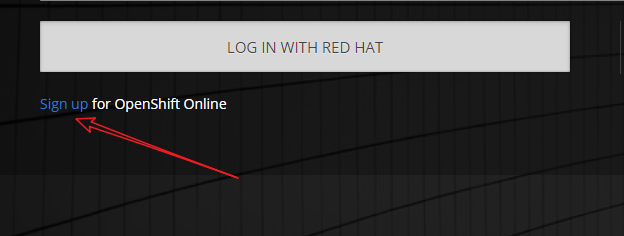 LOG IN WITH RED HAT
Sign up for OpenShift Online